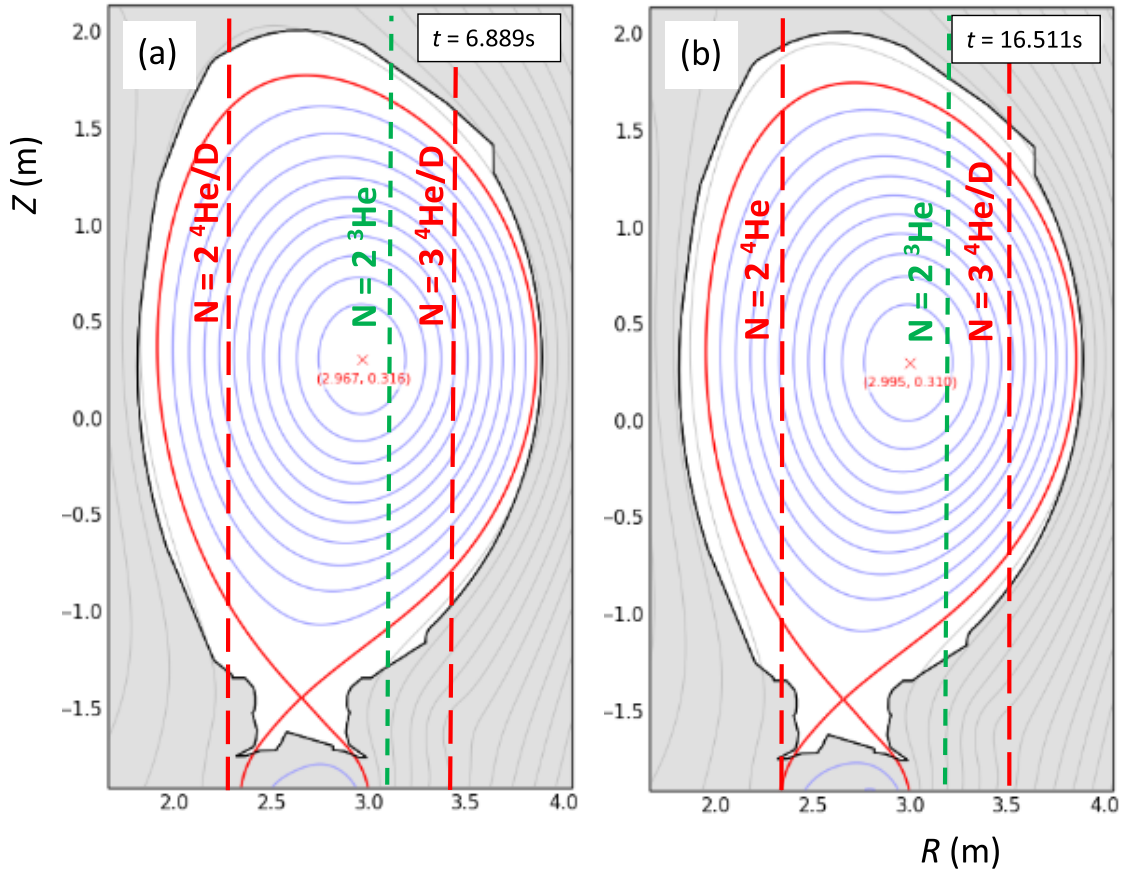 (a)
t = 6.889s
2.0
1.5
1.0
0.5
0.0
−0.5
−1.0
−1.5
Z (m)
N = 2 ⁴He/D
N = 2 ³He
N = 3 ⁴He/D
(2.967, 0.316)
2.0 2.5 3.0 3.5 4.0
(b)
t = 16.511s
2.0
1.5
1.0
0.5
0.0
−0.5
−1.0
−1.5
N = 2 ⁴He
N = 2 ³He
N = 3 ⁴He/D
(2.995, 0.310)
2.0 2.5 3.0 3.5 4.0
R (m)